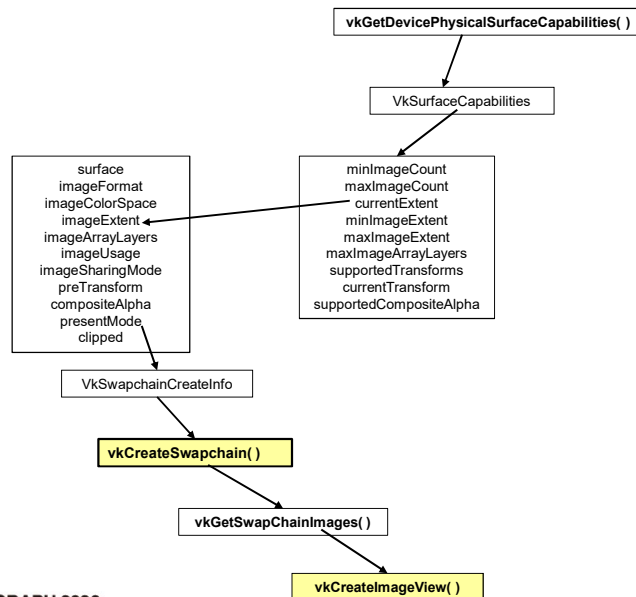 vkGetDevicePhysicalSurfaceCapabilities( )
VkSurfaceCapabilities
surface
imageFormat
imageColorSpace
imageExtent
imageArrayLayers
imageUsage
imageSharingMode
preTransform
compositeAlpha
presentMode
clipped
minImageCount
maxImageCount
currentExtent
minImageExtent
maxImageExtent
maxImageArrayLayers
supportedTransforms
currentTransform
supportedCompositeAlpha
VkSwapchainCreateInfo
vkCreateSwapchain( )
vkGetSwapChainImages( )
vkCreateImageView( )